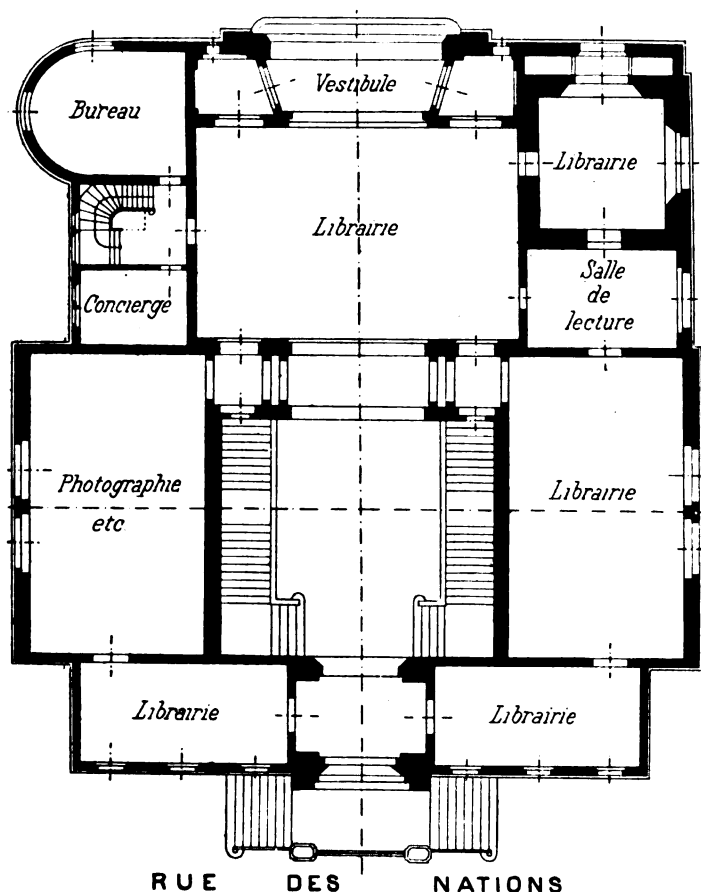 Vestibule
Bureau
Librairie
Librairie
Salle
de
lecture
Concierge
Photographie
etc
Librairie
Librairie
Librairie
RUE DES NATIONS